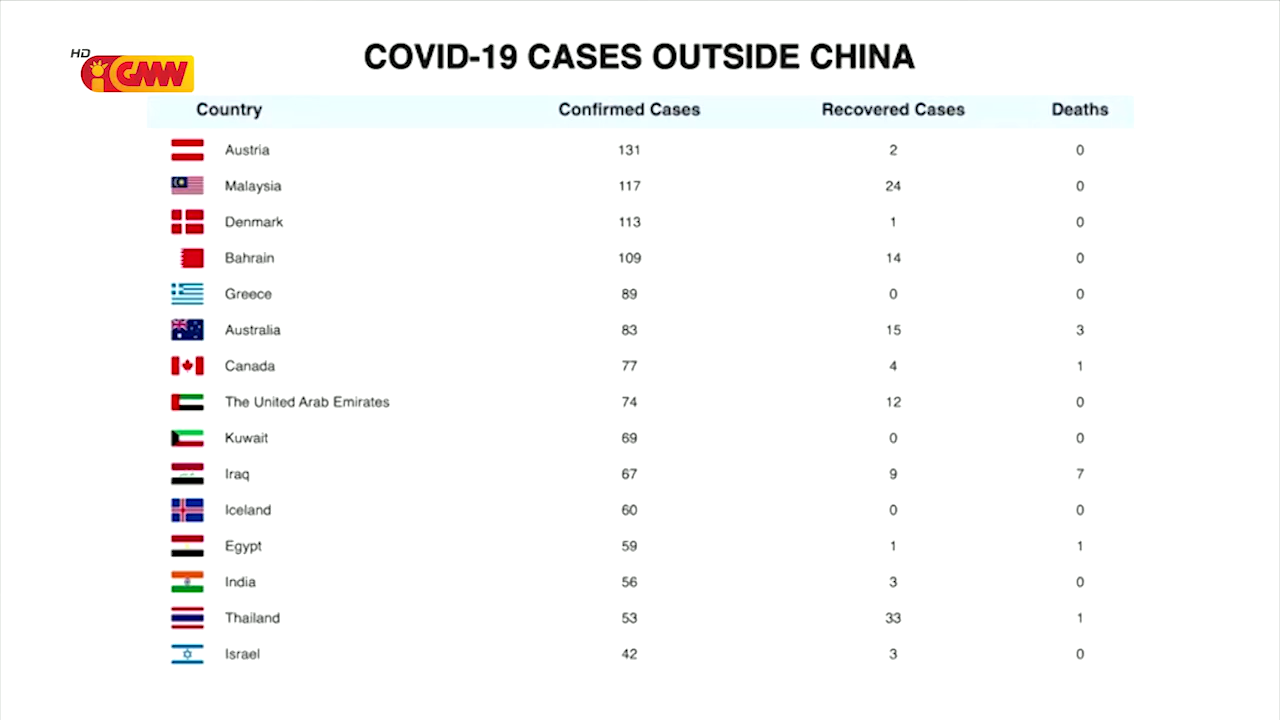 HD
iGMW
COVID-19 CASES OUTSIDE CHINA
Country Confirmed Cases Recovered Cases Deaths
Austria 131 2 0
Malaysia 117 24 0
Denmark 113 1 0
Bahrain 109 14 0
Greece 89 0 0
Australia 83 15 3
Canada 77 4 1
The United Arab Emirates 74 12 0
Kuwait 69 0 0
Iraq 67 9 7
Iceland 60 0 0
Egypt 59 1 1
India 56 3 0
Thailand 53 33 1
Israel 42 3 0